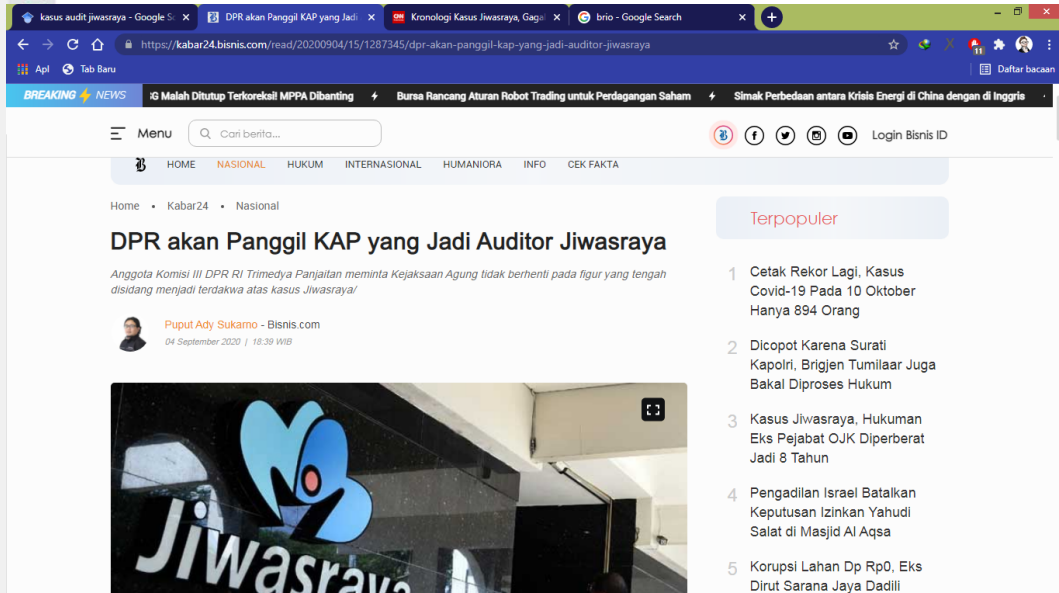 kasus audit jiwasraya - Google Sc
DPR akan Panggil KAP yang Jadi
Kronologi Kasus Jiwasraya, Gagal
brio - Google Search
https://kabar24.bisnis.com/read/20200904/15/1287345/dpr-akan-panggil-kap-yang-jadi-auditor-jiwasraya
11
Apl
Tab Baru
Daftar bacaan
BREAKING NEWS
:G Malah Ditutup Terkoreksi! MPPA Dibanting
Bursa Rancang Aturan Robot Trading untuk Perdagangan Saham
Simak Perbedaan antara Krisis Energi di China dengan di Inggris
Menu
Cari berita...
Login Bisnis ID
HOME NASIONAL HUKUM INTERNASIONAL HUMANIORA INFO CEK FAKTA
Home • Kabar24 • Nasional
DPR akan Panggil KAP yang Jadi Auditor Jiwasraya
Anggota Komisi III DPR RI Trimedya Panjaitan meminta Kejaksaan Agung tidak berhenti pada figur yang tengah
disidang menjadi terdakwa atas kasus Jiwasraya/
Puput Ady Sukarno - Bisnis.com
04 September 2020 | 18:39 WIB
Jiwasraya
Terpopuler
1 Cetak Rekor Lagi, Kasus
Covid-19 Pada 10 Oktober
Hanya 894 Orang
2 Dicopot Karena Surati
Kapolri, Brigjen Tumilaar Juga
Bakal Diproses Hukum
3 Kasus Jiwasraya, Hukuman
Eks Pejabat OJK Diperberat
Jadi 8 Tahun
4 Pengadilan Israel Batalkan
Keputusan Izinkan Yahudi
Salat di Masjid Al Aqsa
5 Korupsi Lahan Dp Rp0, Eks
Dirut Sarana Jaya Dadili